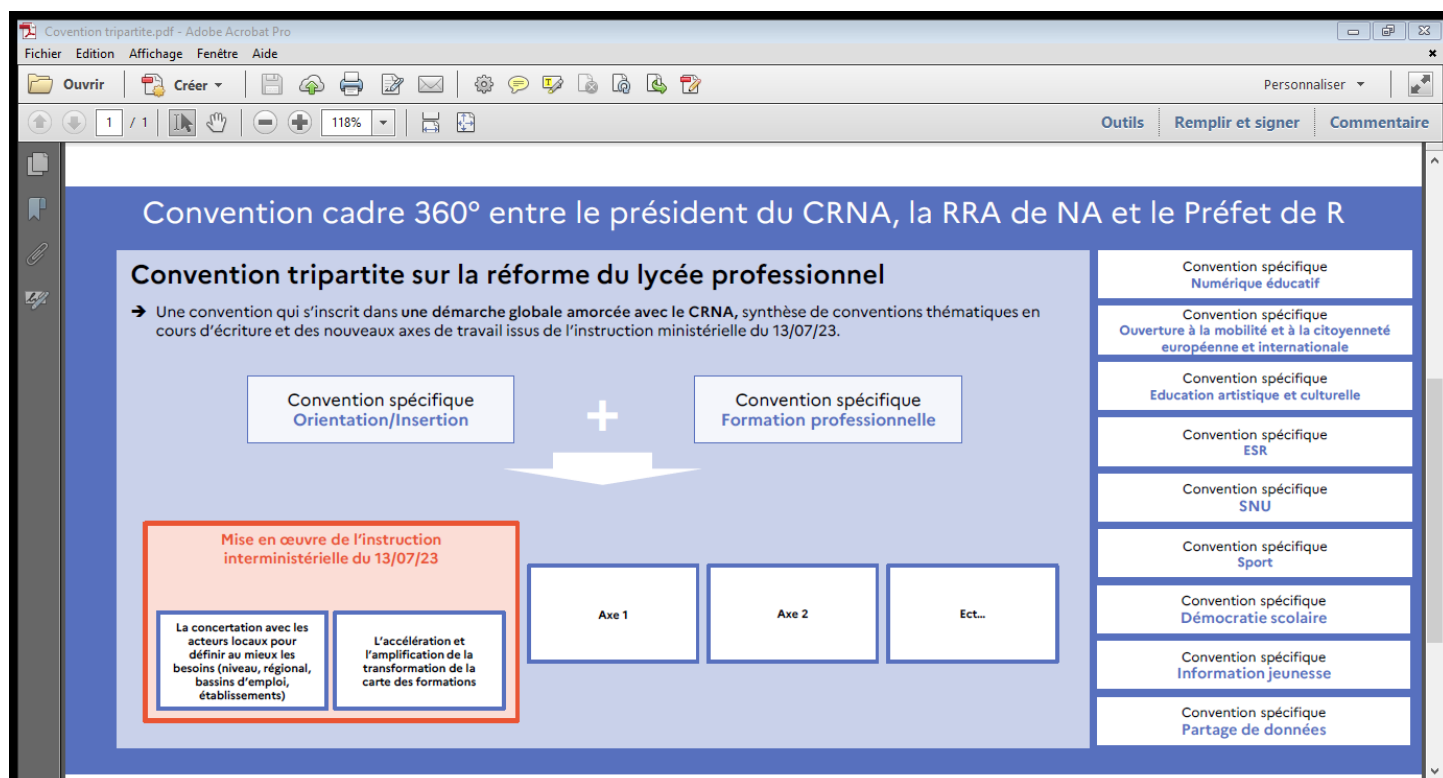 Covention tripartite.pdf - Adobe Acrobat Pro
Fichier Edition Affichage Fenêtre Aide
Ouvrir Créer Personnaliser
1 / 1 118% Outils Remplir et signer Commentaire
Convention cadre 360° entre le président du CRNA, la RRA de NA et le Préfet de R
Convention tripartite sur la réforme du lycée professionnel
➔ Une convention qui s’inscrit dans une démarche globale amorcée avec le CRNA, synthèse de conventions thématiques en
cours d’écriture et des nouveaux axes de travail issus de l’instruction ministérielle du 13/07/23.
Convention spécifique
Orientation/Insertion
+
Convention spécifique
Formation professionnelle
Mise en œuvre de l’instruction
interministérielle du 13/07/23
La concertation avec les
acteurs locaux pour
définir au mieux les
besoins (niveau, régional,
bassins d’emploi,
établissements)
L’accélération et
l’amplification de la
transformation de la
carte des formations
Axe 1
Axe 2
Ect...
Convention spécifique
Numérique éducatif
Convention spécifique
Ouverture à la mobilité et à la citoyenneté
européenne et internationale
Convention spécifique
Education artistique et culturelle
Convention spécifique
ESR
Convention spécifique
SNU
Convention spécifique
Sport
Convention spécifique
Démocratie scolaire
Convention spécifique
Information jeunesse
Convention spécifique
Partage de données